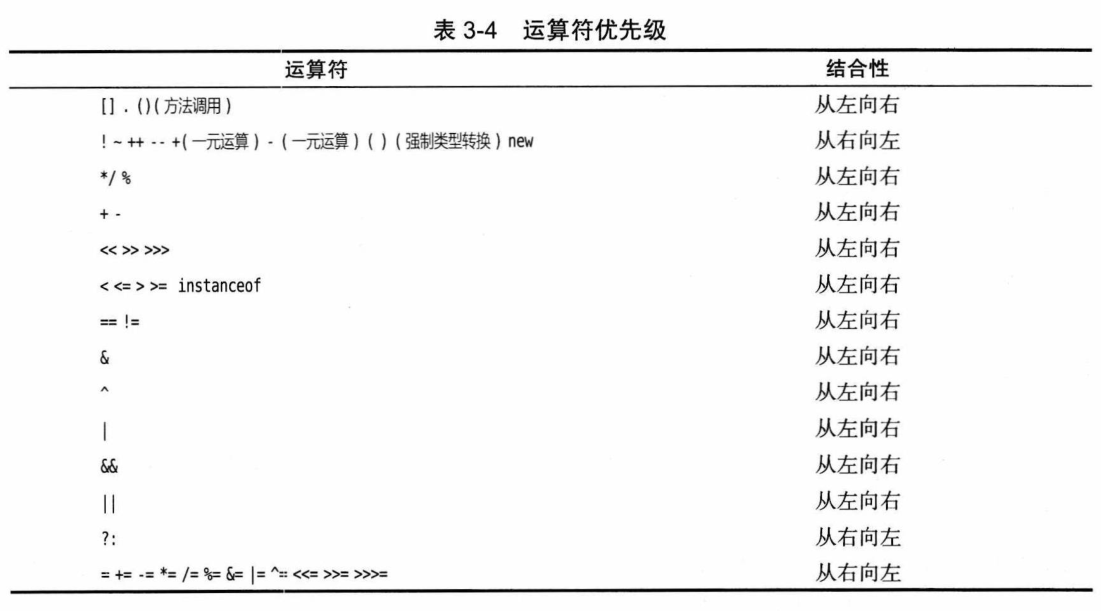 表 3-4 运算符优先级
运算符 结合性
[] . ()(方法调用) 从左向右
! ~ ++ -- +(一元运算) - (一元运算) ( ) (强制类型转换) new 从右向左
*/ % 从左向右
+ - 从左向右
<< >> >>> 从左向右
< <= > >= instanceof 从左向右
== != 从左向右
& 从左向右
^ 从左向右
| 从左向右
&& 从左向右
|| 从左向右
?: 从右向左
= += -= *= /= %= &= |= ^= <<= >>= >>>= 从右向左